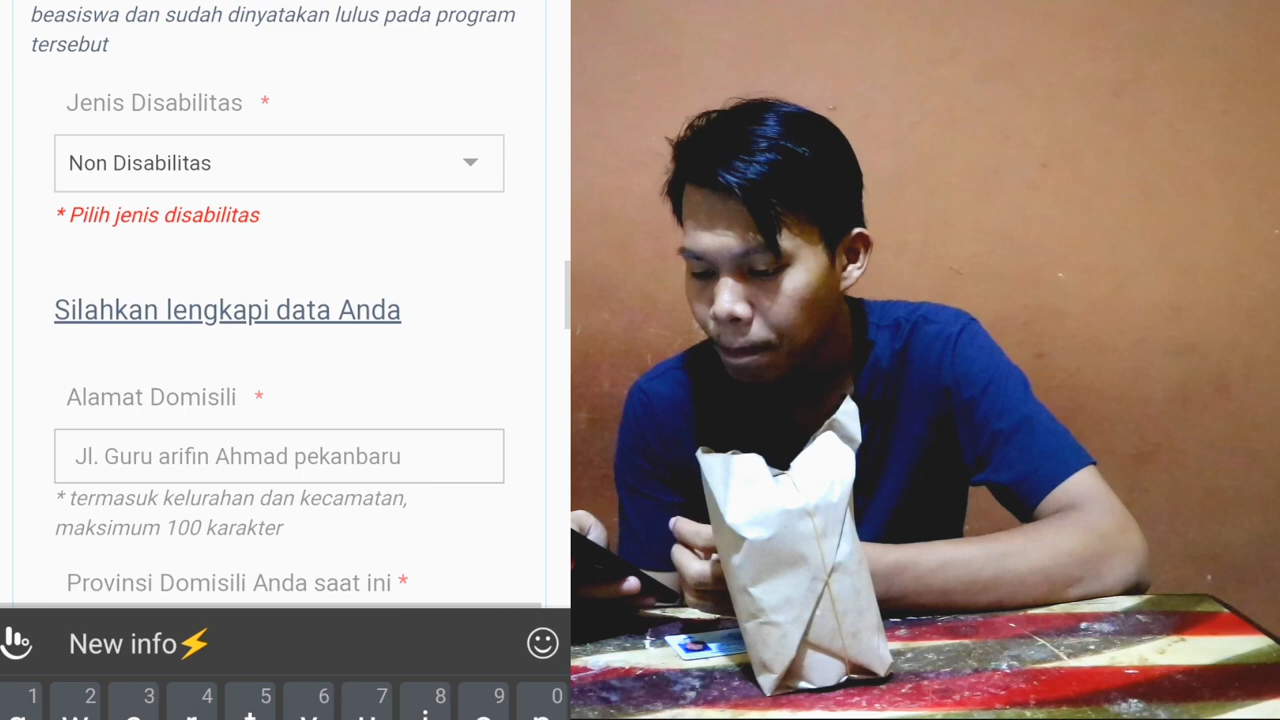 beasiswa dan sudah dinyatakan lulus pada program
tersebut
Jenis Disabilitas *
Non Disabilitas
* Pilih jenis disabilitas
Silahkan lengkapi data Anda
Alamat Domisili *
Jl. Guru arifin Ahmad pekanbaru
* termasuk kelurahan dan kecamatan,
maksimum 100 karakter
Provinsi Domisili Anda saat ini *
New info⚡
1 2 3 4 5 6 7 8 9 0